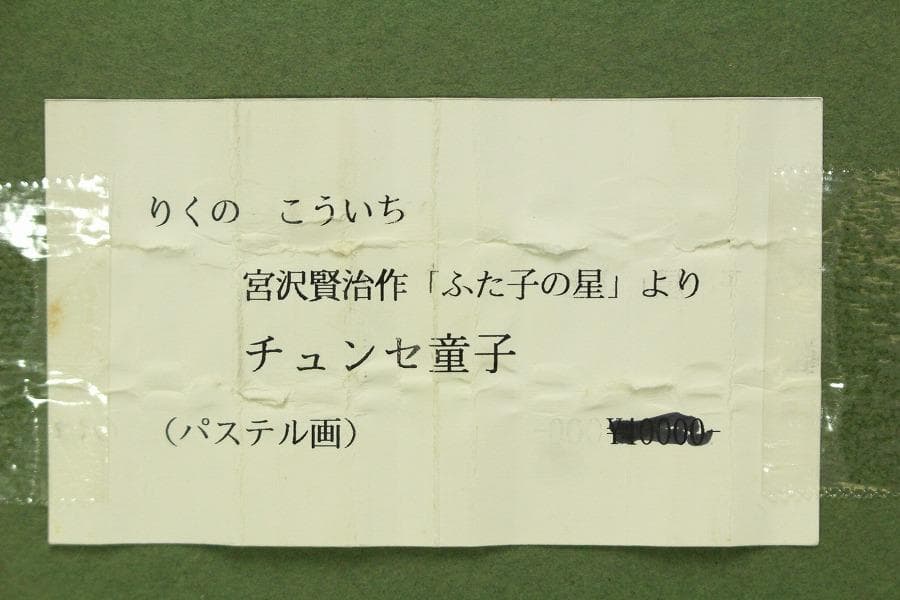 りくの　こういち
宮沢賢治作「ふた子の星」より
チュンセ童子
（パステル画）
¥40000-